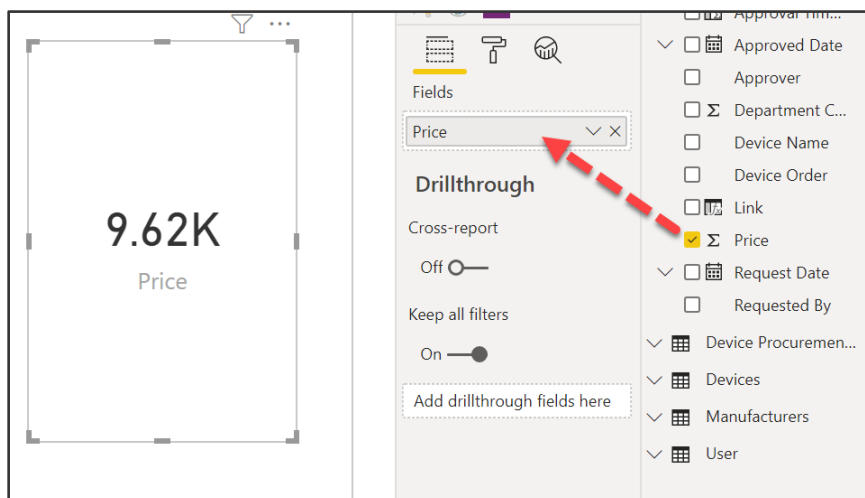 9.62K
Price
Fields
Price
Drillthrough
Cross-report
Off
Keep all filters
On
Add drillthrough fields here
Approved Date
Approver
Department C...
Device Name
Device Order
Link
Price
Request Date
Requested By
Device Procuremen...
Devices
Manufacturers
User